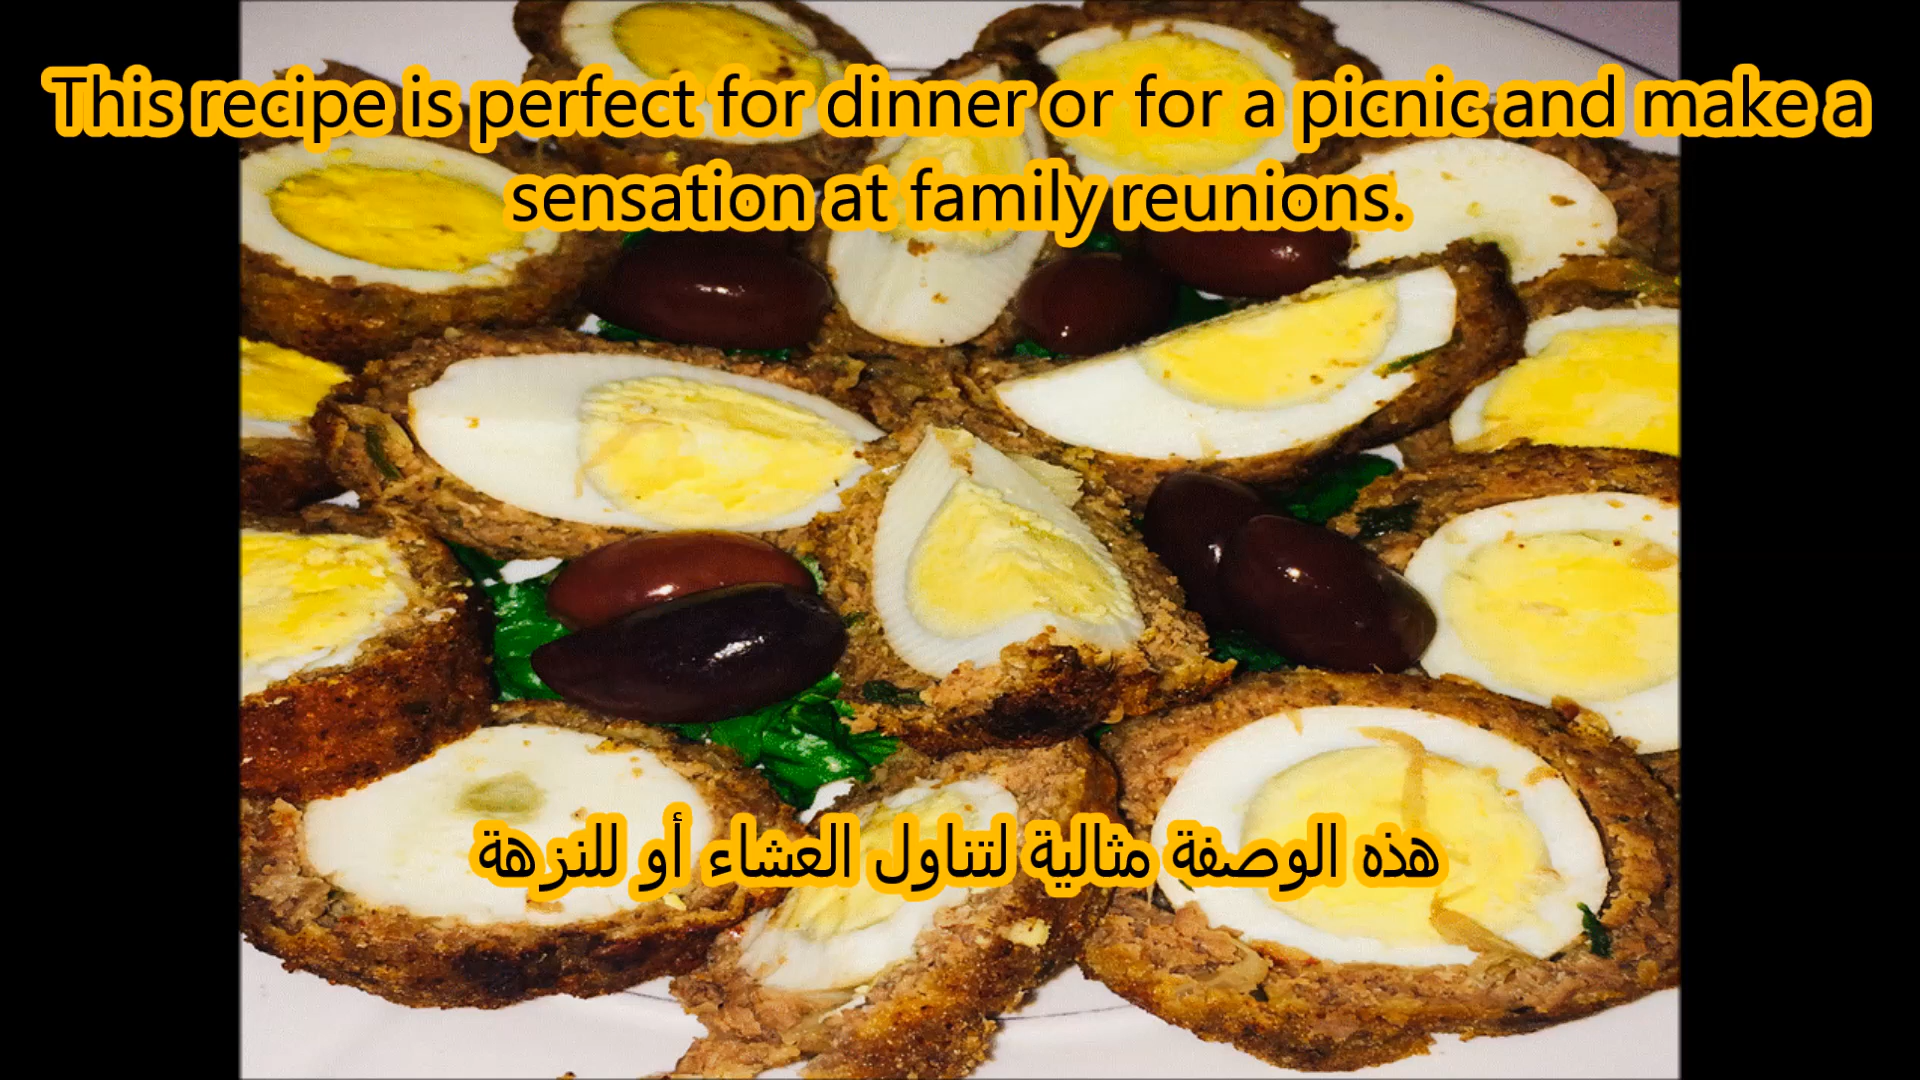 This recipe is perfect for dinner or for a picnic and make a
sensation at family reunions.
هذه الوصفة مثالية لتناول العشاء أو للنزهة